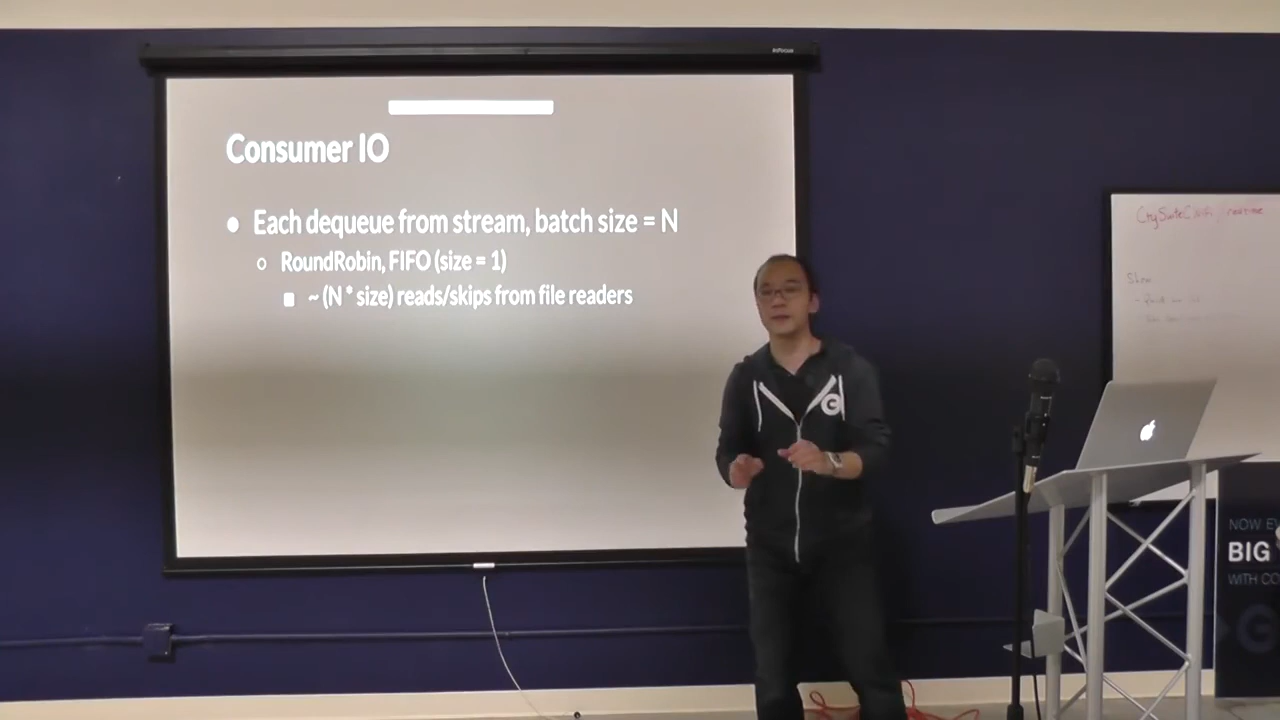 InFocus
Consumer IO
● Each dequeue from stream, batch size = N
○ RoundRobin, FIFO (size = 1)
■ ~ (N * size) reads/skips from file readers
NOW
BIG
WITH